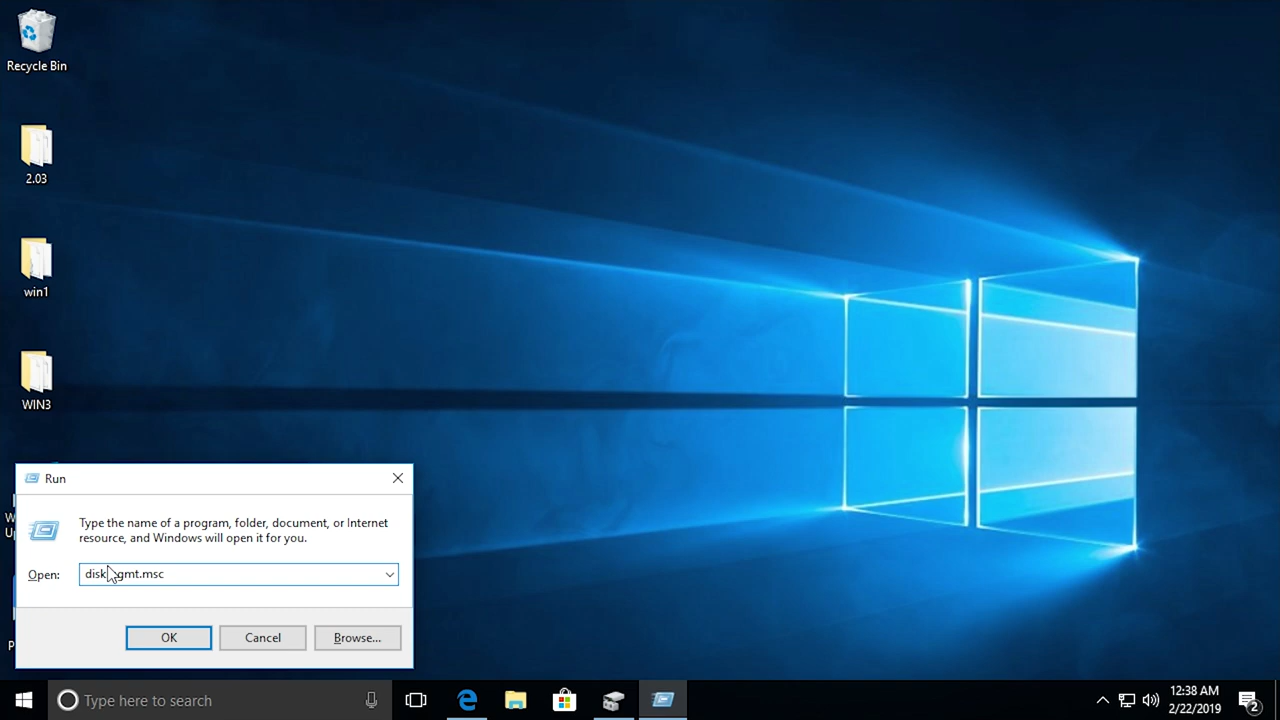 Recycle Bin
2.03
win1
WIN3
Run
Type the name of a program, folder, document, or Internet
resource, and Windows will open it for you.
Open:
gmt.msc
OK
Cancel
Browse...
Type here to search
12:38 AM
2/22/2019
2